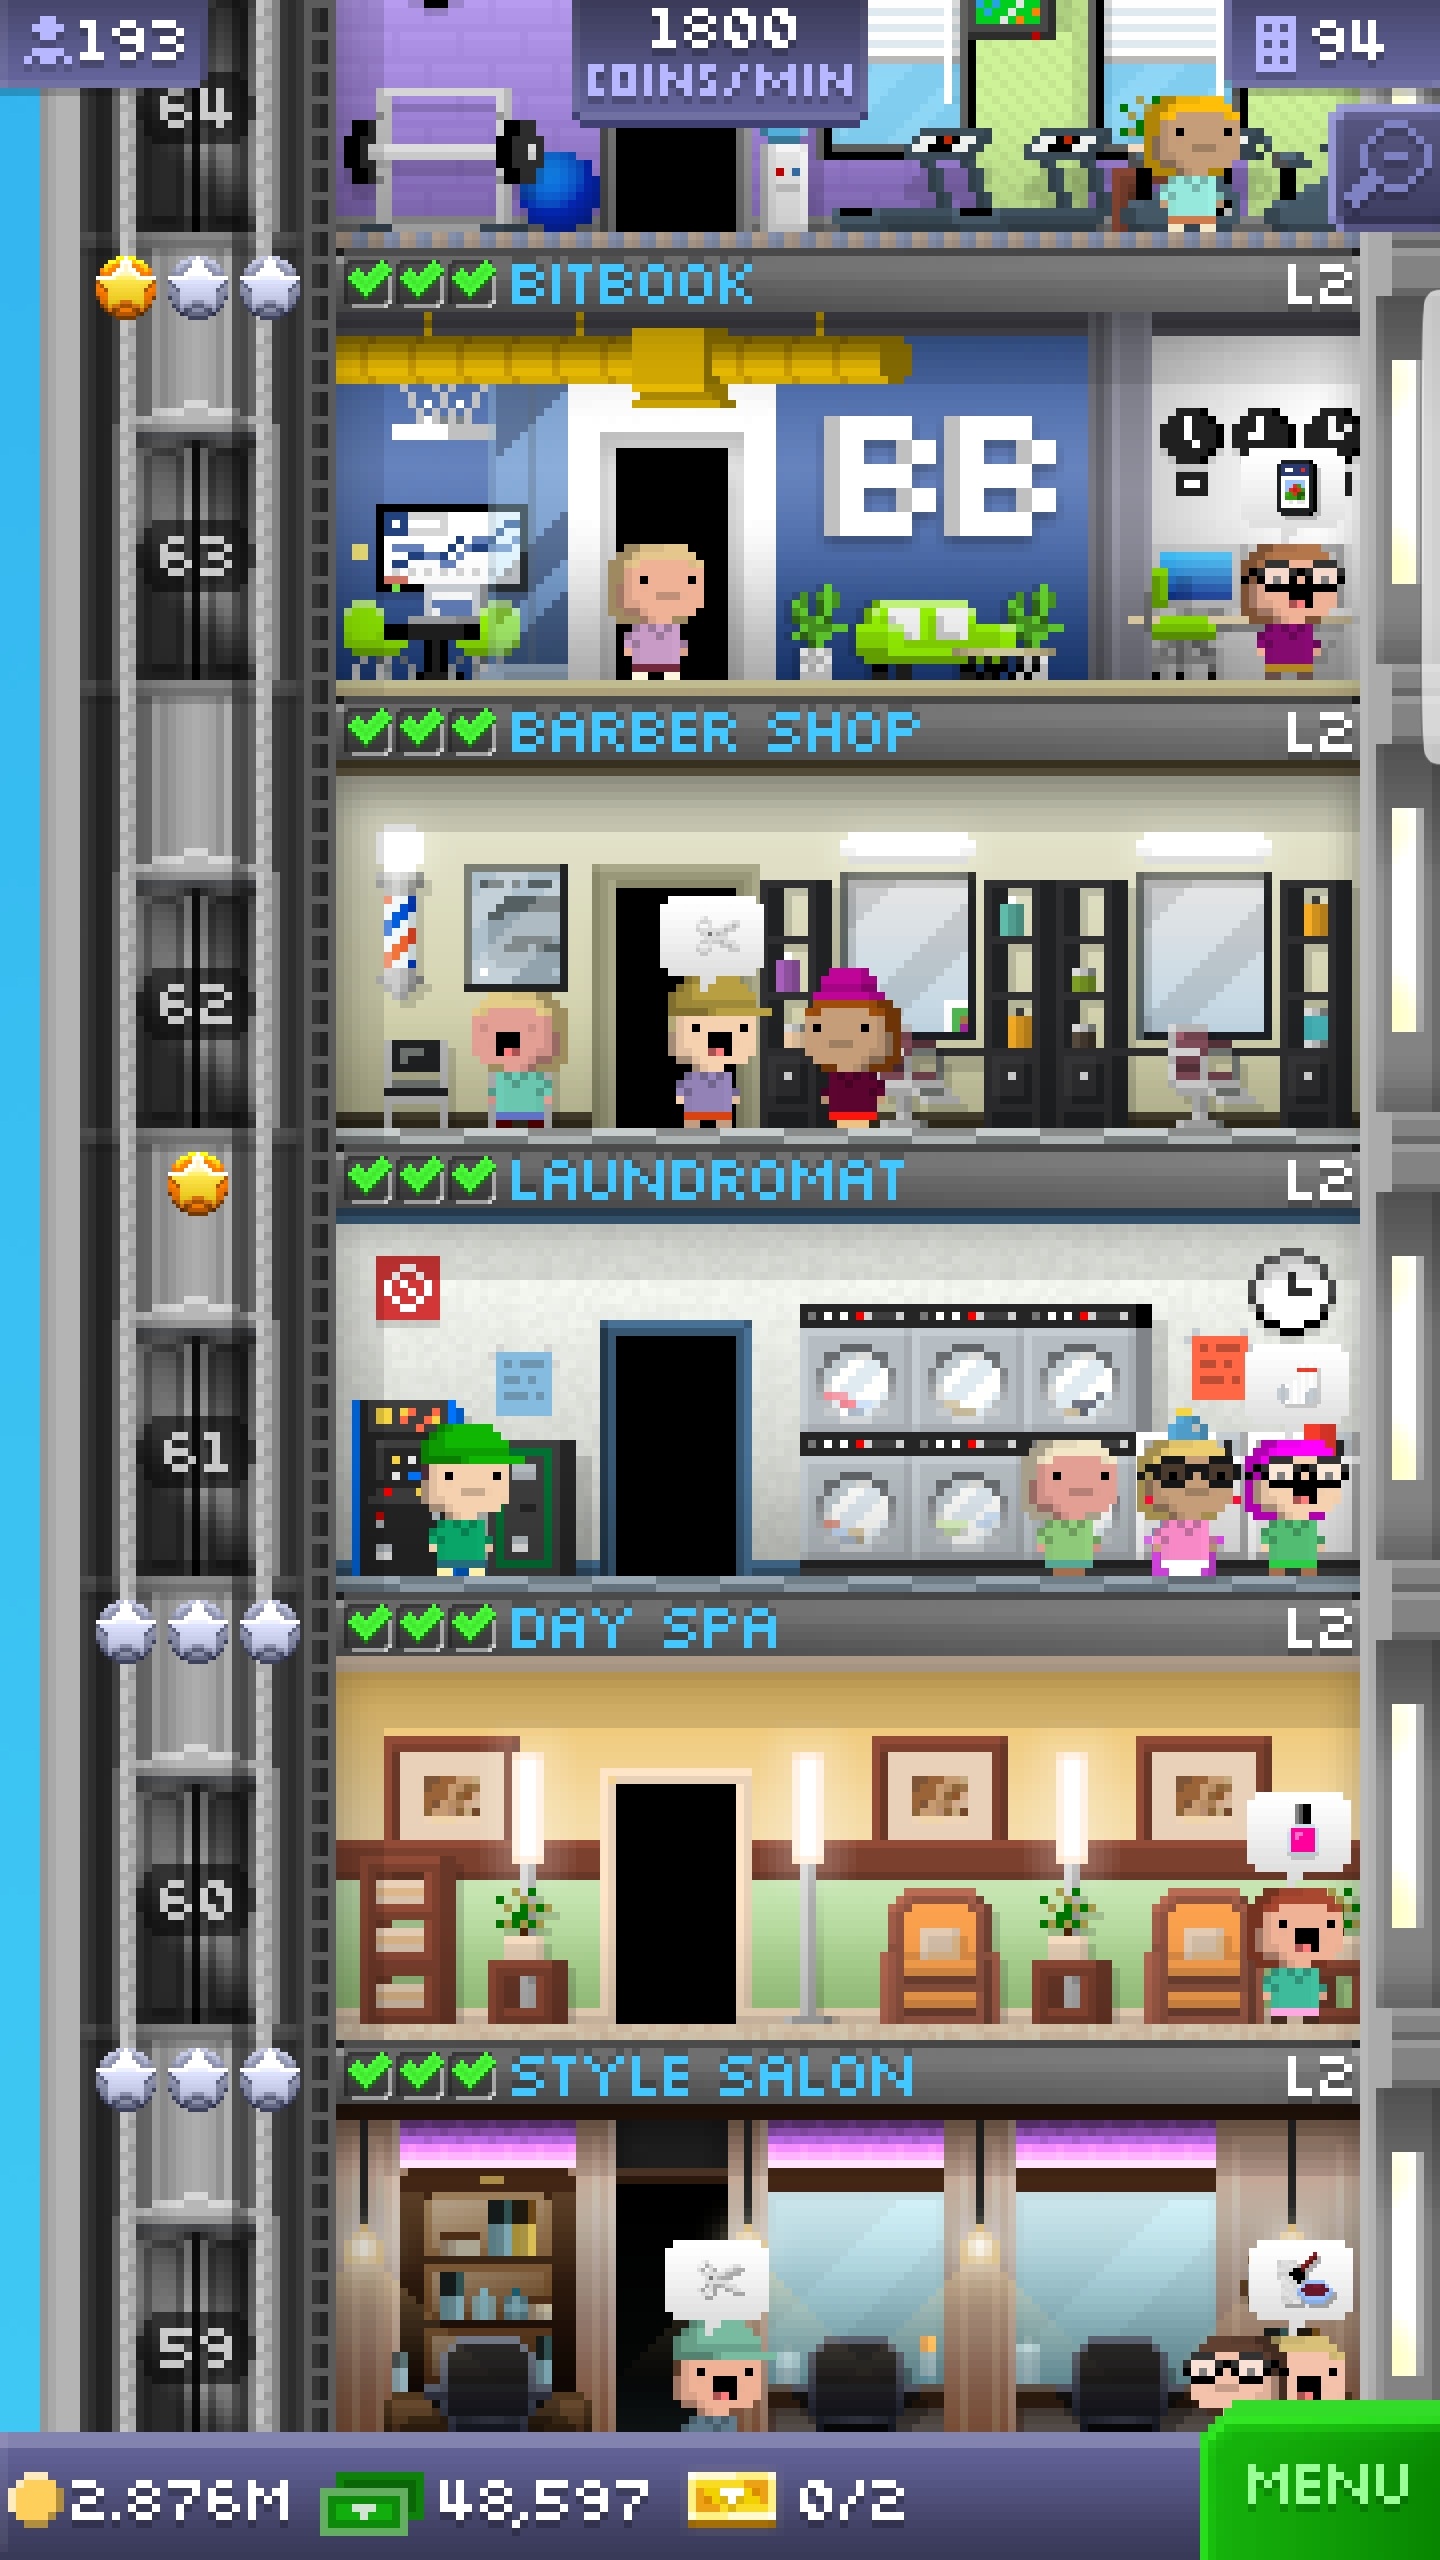 193
1800
COINS/MIN
94
64
BITBOOK L2
BB
63
BARBER SHOP L2
62
LAUNDROMAT L2
61
DAY SPA L2
60
STYLE SALON L2
59
2.876M 48,597 0/2
MENU